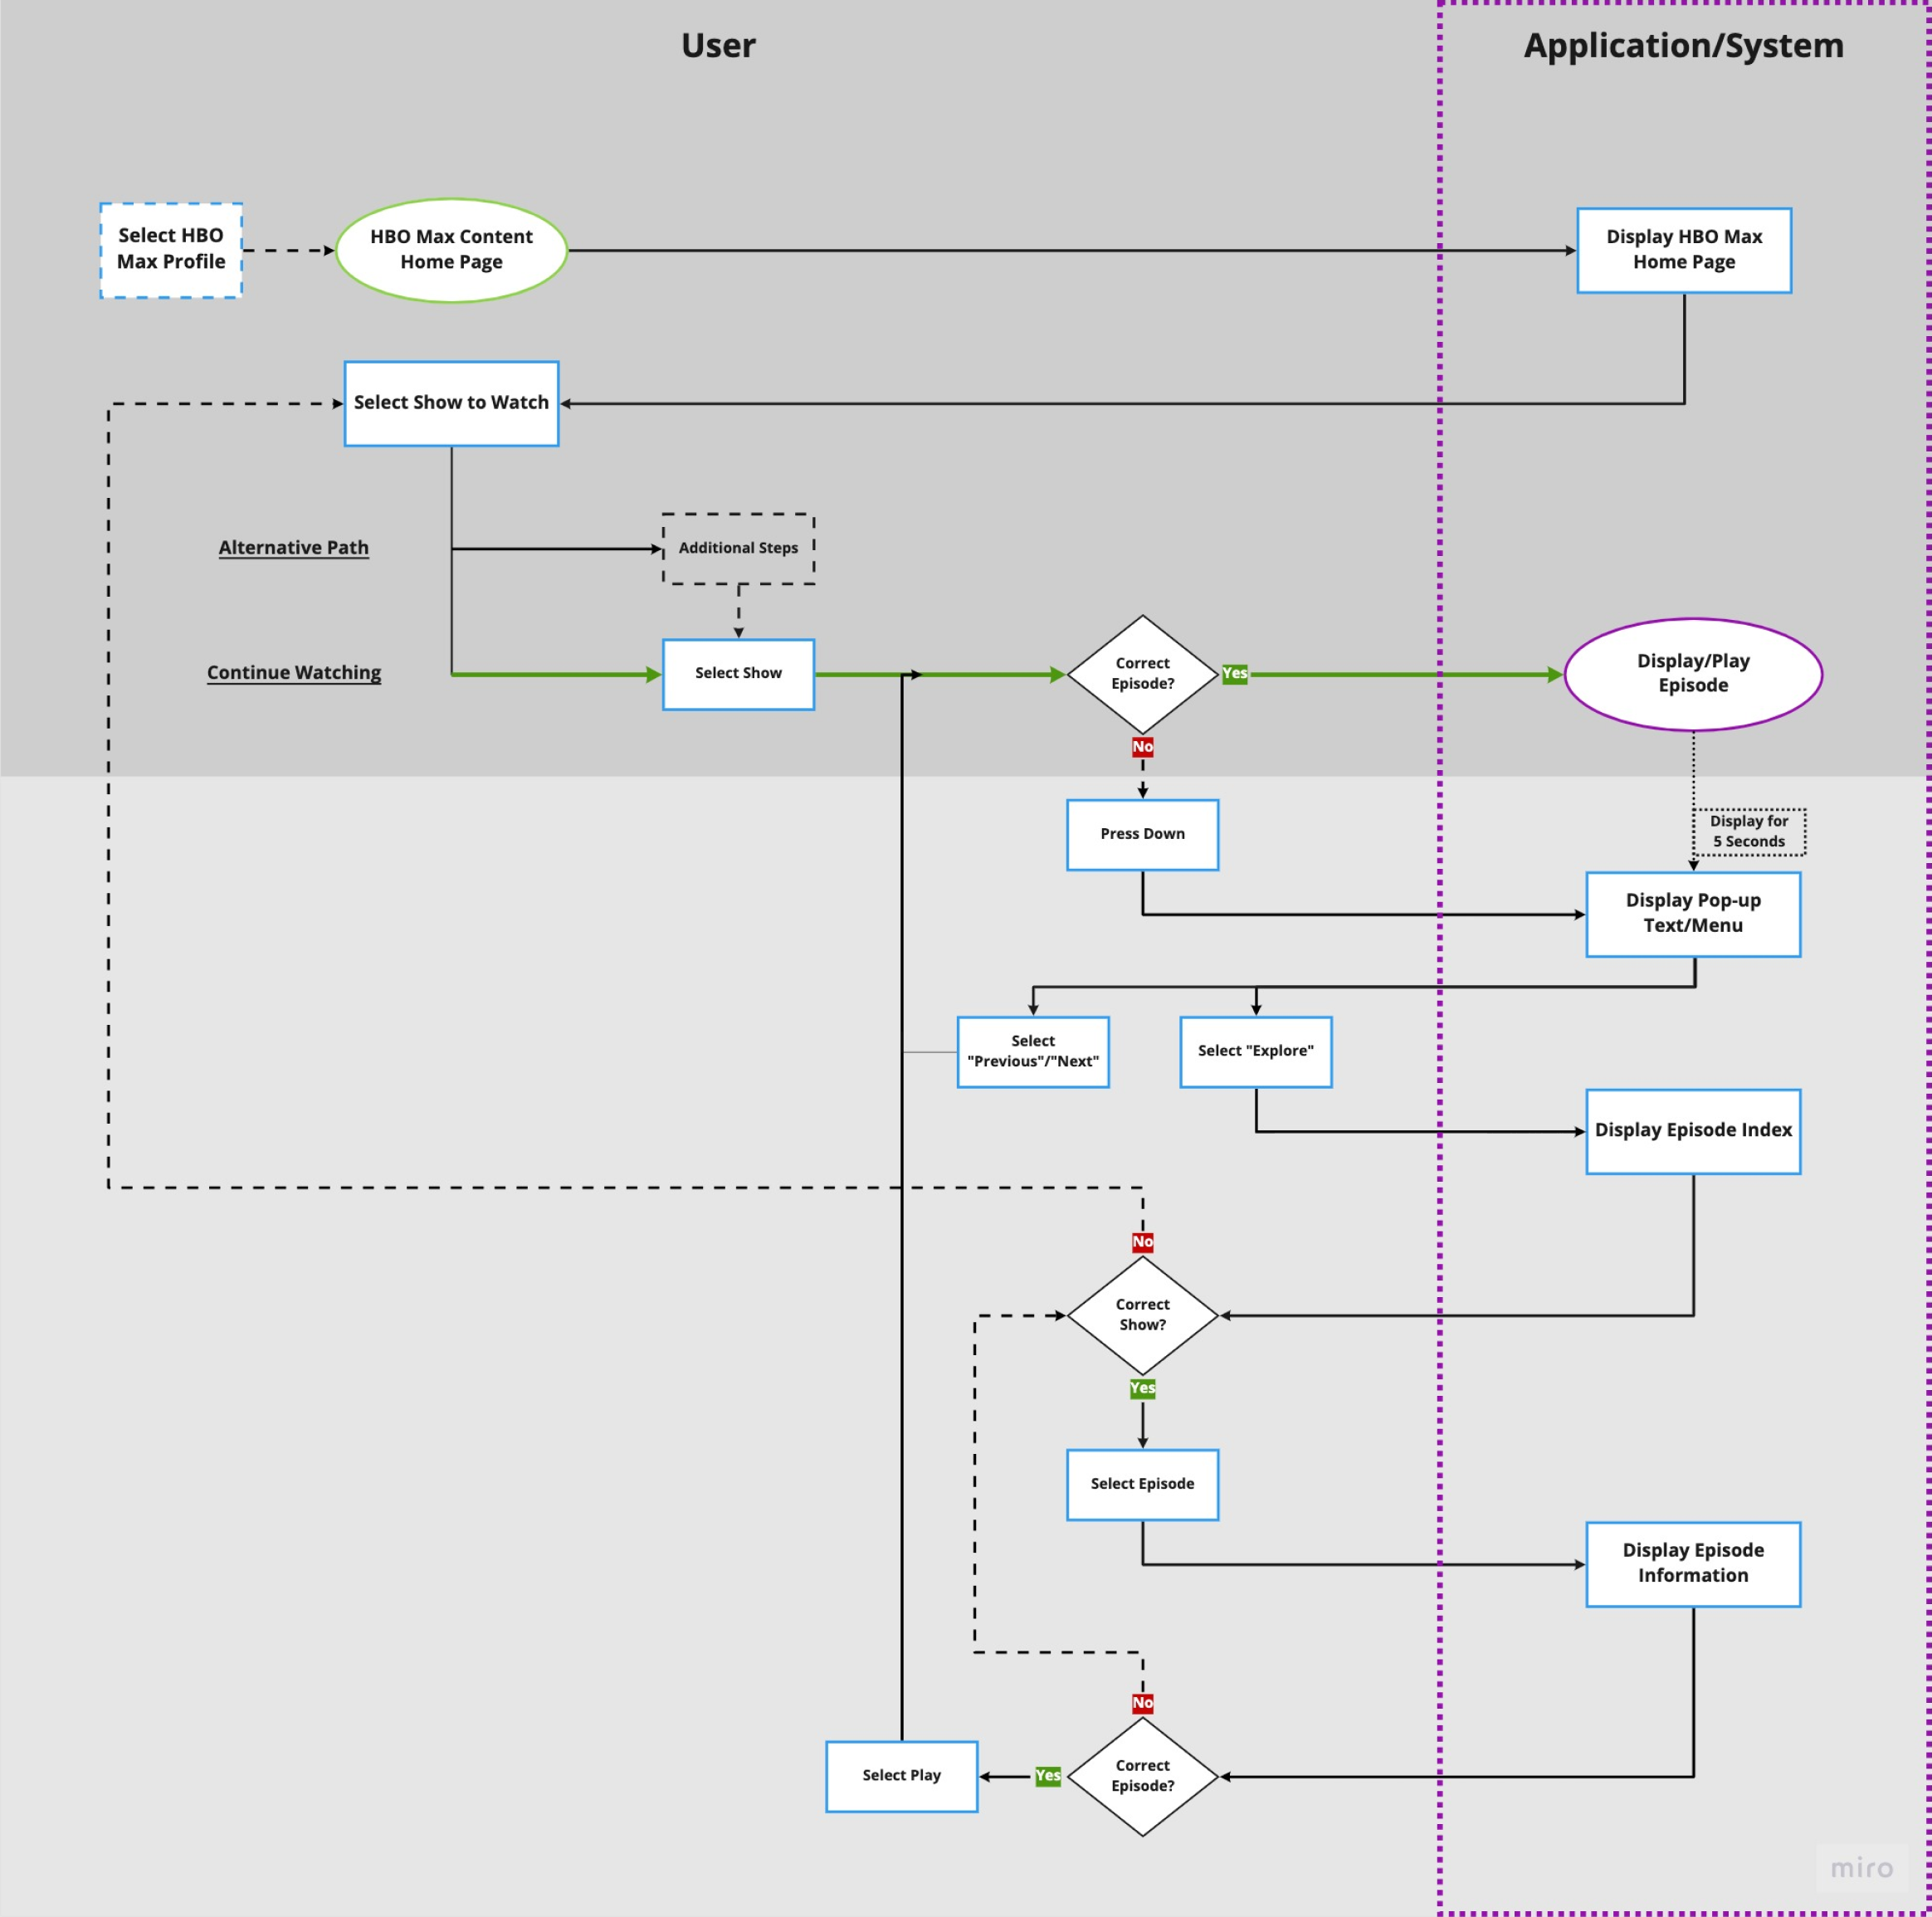 User
Application/System
Select HBO
Max Profile
HBO Max Content
Home Page
Display HBO Max
Home Page
Select Show to Watch
Alternative Path
Additional Steps
Continue Watching
Select Show
Correct
Episode?
Yes
Display/Play
Episode
No
Press Down
Display for
5 Seconds
Display Pop-up
Text/Menu
Select
"Previous"/"Next"
Select "Explore"
Display Episode Index
No
Correct
Show?
Yes
Select Episode
Display Episode
Information
No
Select Play
Yes
Correct
Episode?
miro